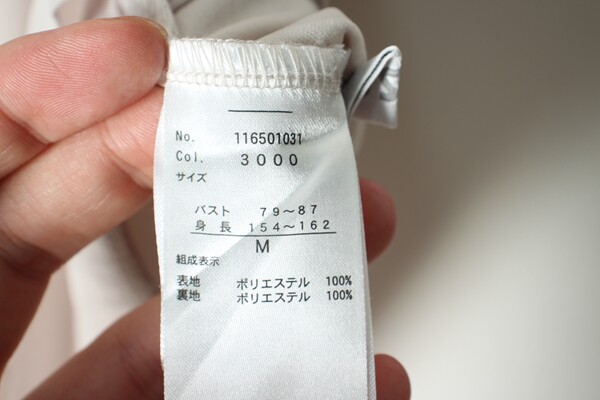 No. 116501031
Col. 3000
サイズ
バスト 79~87
身長 154~162
M
組成表示
表地 ポリエステル 100%
裏地 ポリエステル 100%